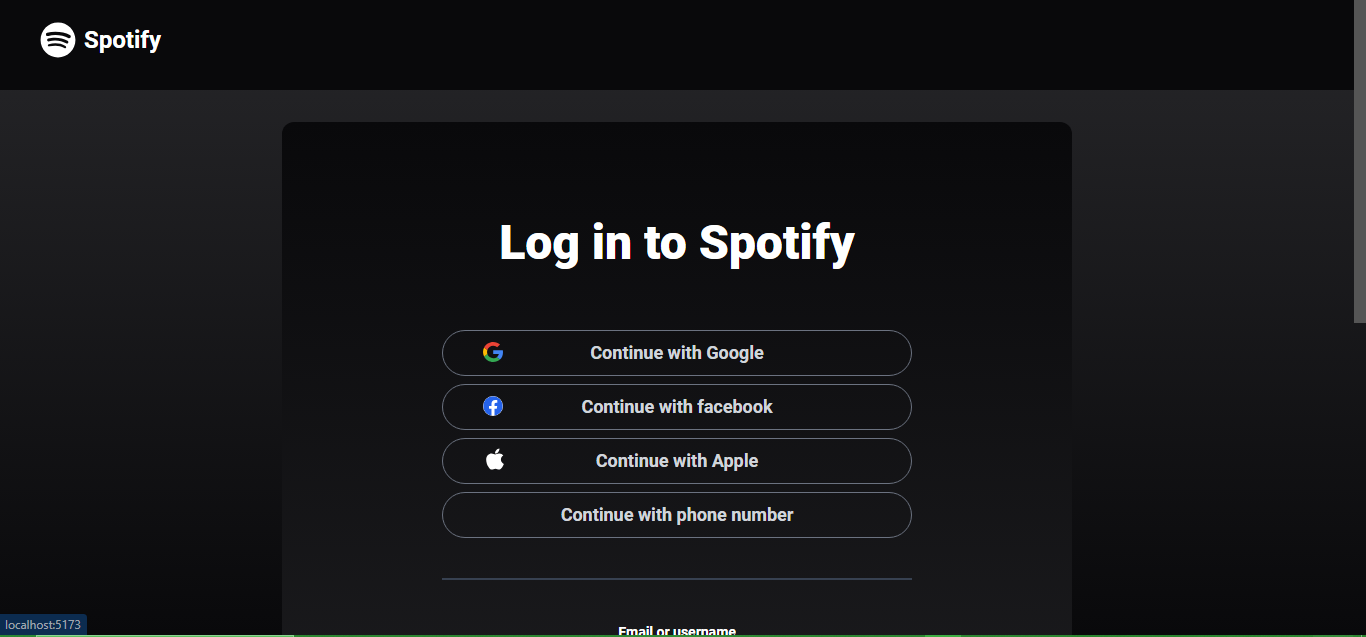 Spotify
Log in to Spotify
Continue with Google
Continue with facebook
Continue with Apple
Continue with phone number
Email or username
localhost:5173